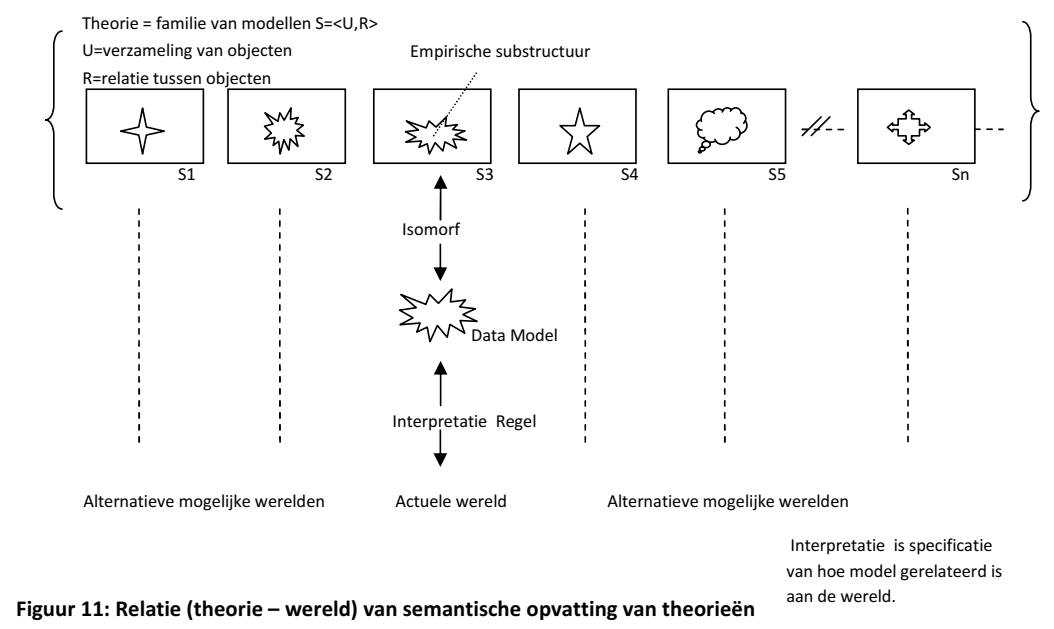 Theorie = familie van modellen S=<U,R>
U=verzameling van objecten
Empirische substructuur
R=relatie tussen objecten
S1
S2
S3
S4
S5
Sn
Isomorf
Data Model
Interpretatie Regel
Alternatieve mogelijke werelden
Actuele wereld
Alternatieve mogelijke werelden
Interpretatie is specificatie
van hoe model gerelateerd is
aan de wereld.
Figuur 11: Relatie (theorie – wereld) van semantische opvatting van theorieën